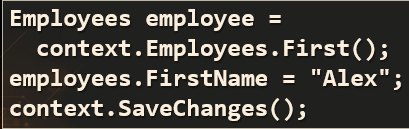 Employees employee =
context.Employees.First();
employees.FirstName = "Alex";
context.SaveChanges();